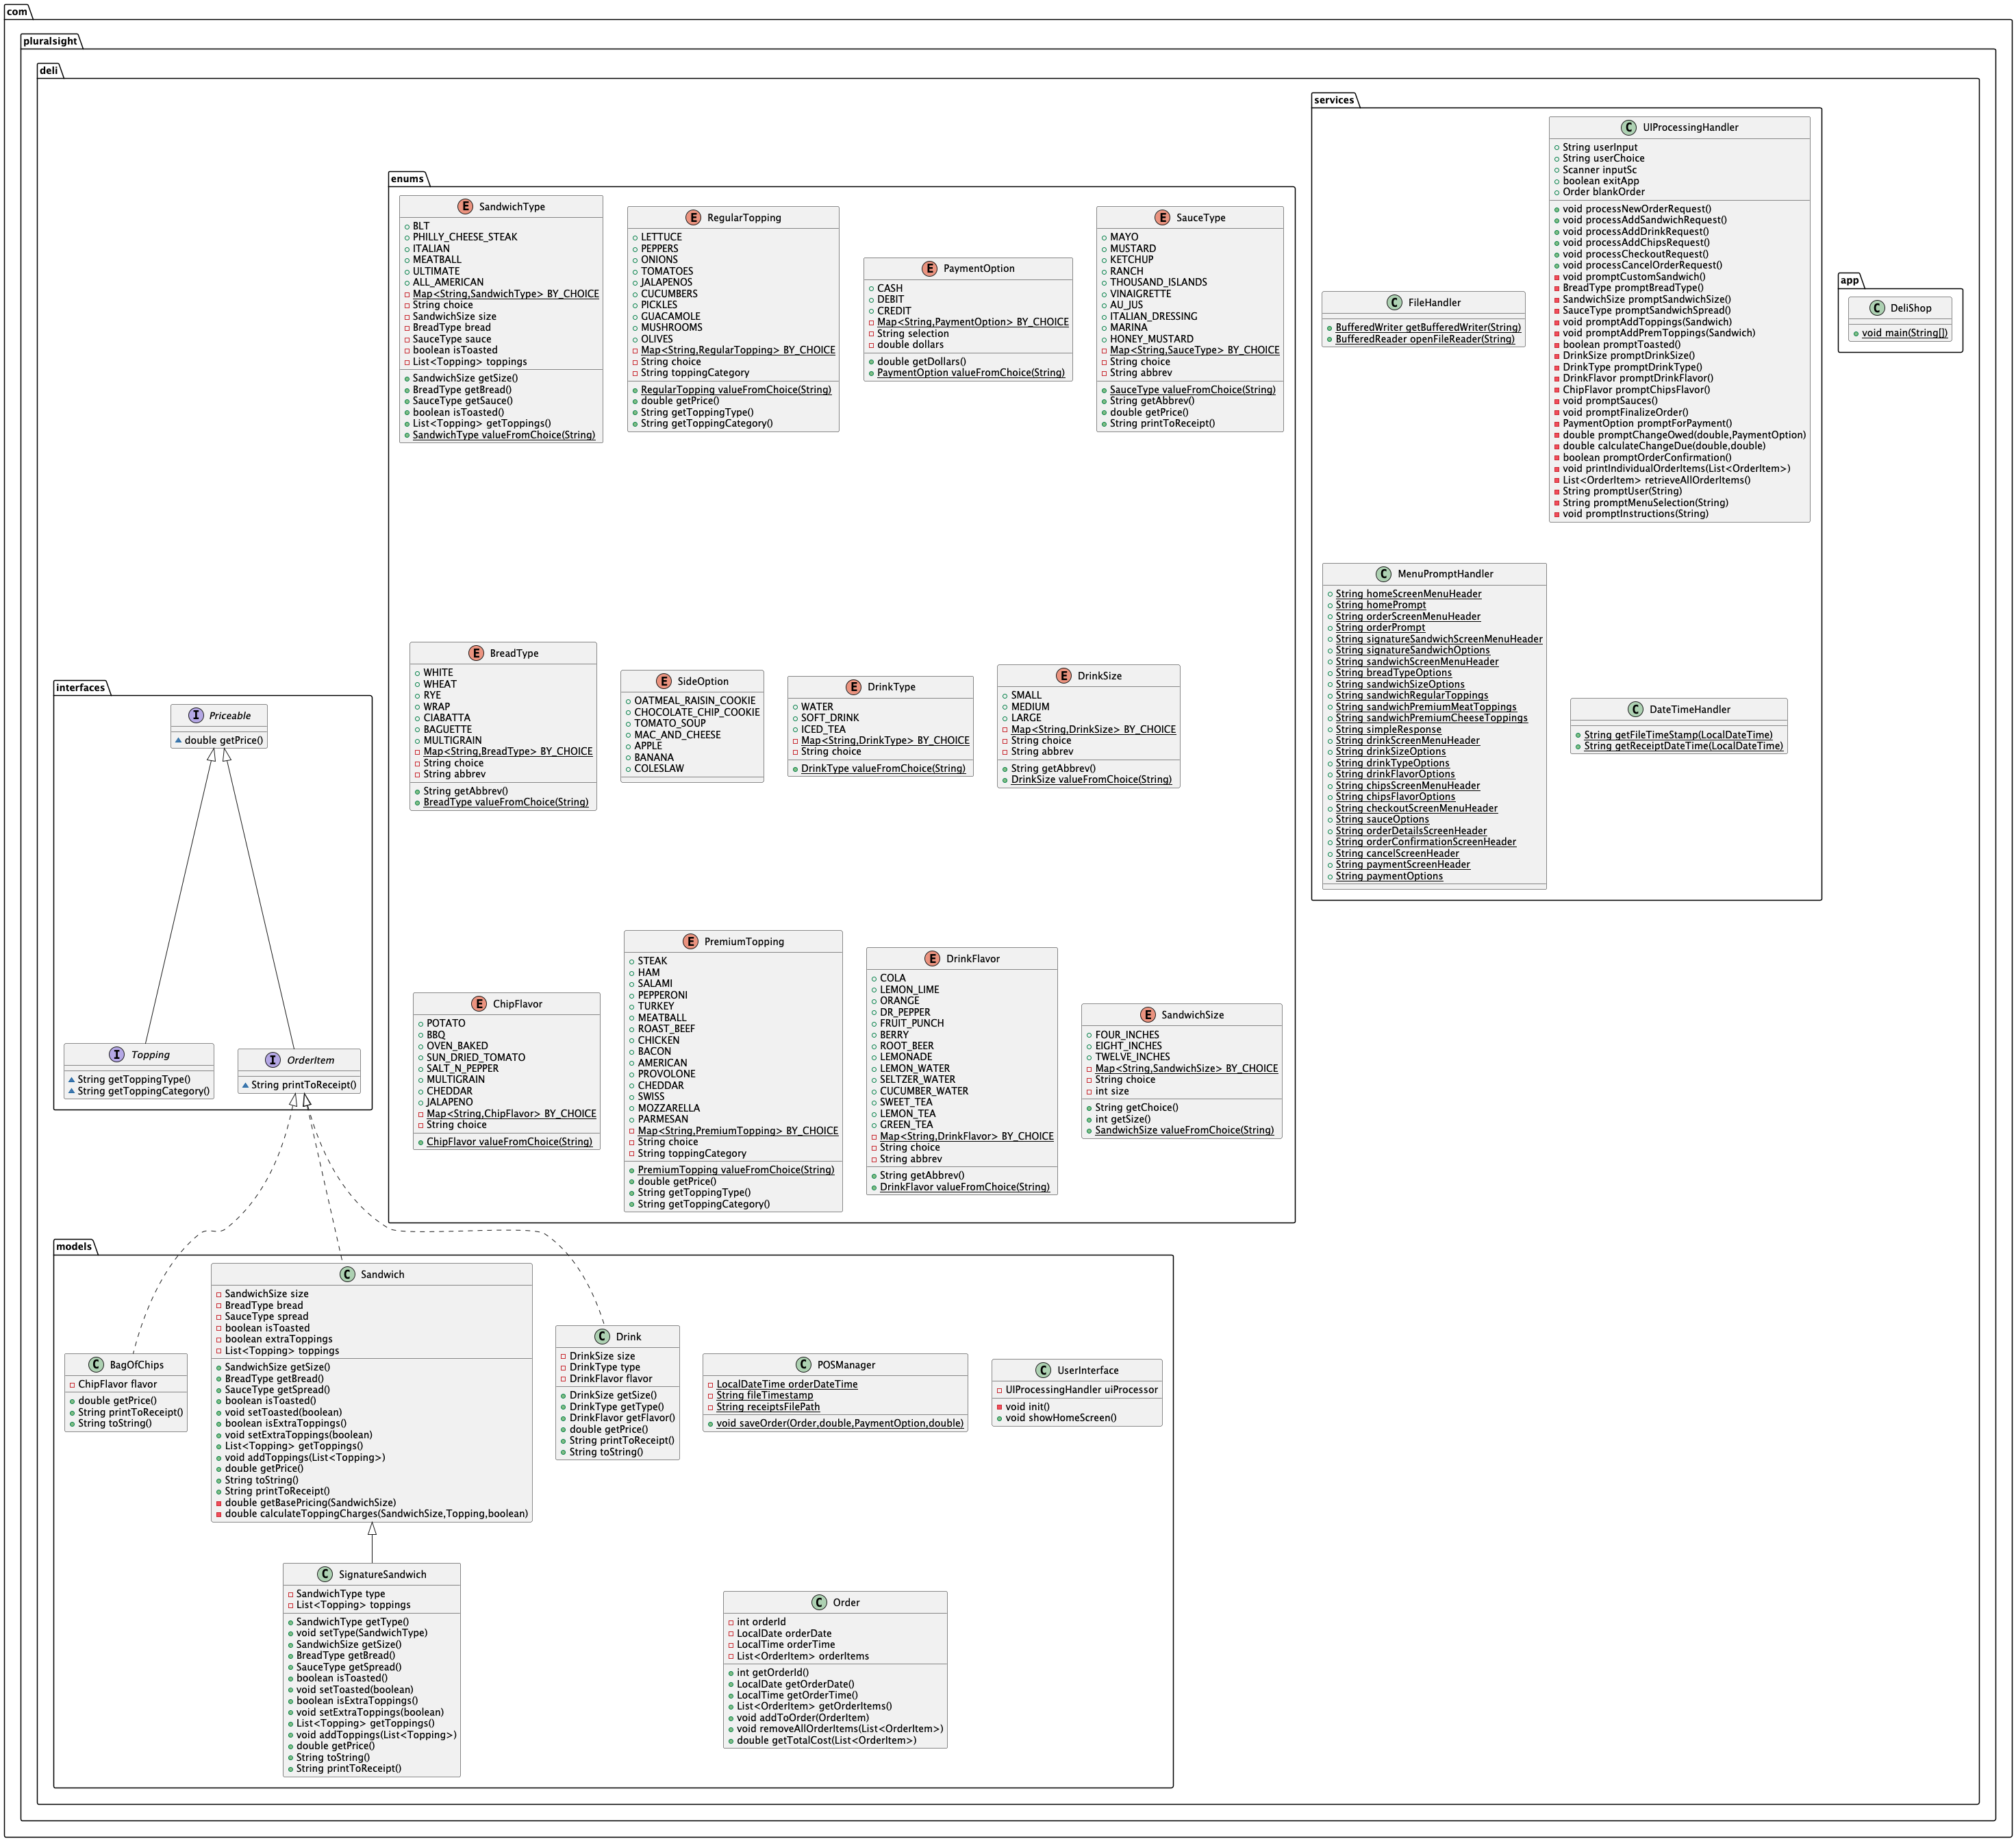 com
pluralsight
deli
services
UIProcessingHandler
String userInput
String userChoice
Scanner inputSc
boolean exitApp
Order blankOrder
void processNewOrderRequest()
void processAddSandwichRequest()
void processAddDrinkRequest()
void processAddChipsRequest()
void processCheckoutRequest()
void processCancelOrderRequest()
void promptCustomSandwich()
BreadType promptBreadType()
SandwichSize promptSandwichSize()
SauceType promptSandwichSpread()
void promptAddToppings(Sandwich)
void promptAddPremToppings(Sandwich)
boolean promptToasted()
DrinkSize promptDrinkSize()
DrinkType promptDrinkType()
DrinkFlavor promptDrinkFlavor()
ChipFlavor promptChipsFlavor()
void promptSauces()
void promptFinalizeOrder()
PaymentOption promptForPayment()
double promptChangeOwed(double,PaymentOption)
double calculateChangeDue(double,double)
boolean promptOrderConfirmation()
void printIndividualOrderItems(List<OrderItem>)
List<OrderItem> retrieveAllOrderItems()
String promptUser(String)
String promptMenuSelection(String)
void promptInstructions(String)
FileHandler
BufferedWriter getBufferedWriter(String)
BufferedReader openFileReader(String)
MenuPromptHandler
String homeScreenMenuHeader
String homePrompt
String orderScreenMenuHeader
String orderPrompt
String signatureSandwichScreenMenuHeader
String signatureSandwichOptions
String sandwichScreenMenuHeader
String breadTypeOptions
String sandwichSizeOptions
String sandwichRegularToppings
String sandwichPremiumMeatToppings
String sandwichPremiumCheeseToppings
String simpleResponse
String drinkScreenMenuHeader
String drinkSizeOptions
String drinkTypeOptions
String drinkFlavorOptions
String chipsScreenMenuHeader
String chipsFlavorOptions
String checkoutScreenMenuHeader
String sauceOptions
String orderDetailsScreenHeader
String orderConfirmationScreenHeader
String cancelScreenHeader
String paymentScreenHeader
String paymentOptions
DateTimeHandler
String getFileTimeStamp(LocalDateTime)
String getReceiptDateTime(LocalDateTime)
app
DeliShop
void main(String[])
enums
SandwichType
BLT
PHILLY_CHEESE_STEAK
ITALIAN
MEATBALL
ULTIMATE
ALL_AMERICAN
Map<String,SandwichType> BY_CHOICE
String choice
SandwichSize size
BreadType bread
SauceType sauce
boolean isToasted
List<Topping> toppings
SandwichSize getSize()
BreadType getBread()
SauceType getSauce()
boolean isToasted()
List<Topping> getToppings()
SandwichType valueFromChoice(String)
RegularTopping
LETTUCE
PEPPERS
ONIONS
TOMATOES
JALAPENOS
CUCUMBERS
PICKLES
GUACAMOLE
MUSHROOMS
OLIVES
Map<String,RegularTopping> BY_CHOICE
String choice
String toppingCategory
RegularTopping valueFromChoice(String)
double getPrice()
String getToppingType()
String getToppingCategory()
PaymentOption
CASH
DEBIT
CREDIT
Map<String,PaymentOption> BY_CHOICE
String selection
double dollars
double getDollars()
PaymentOption valueFromChoice(String)
SauceType
MAYO
MUSTARD
KETCHUP
RANCH
THOUSAND_ISLANDS
VINAIGRETTE
AU_JUS
ITALIAN_DRESSING
MARINA
HONEY_MUSTARD
Map<String,SauceType> BY_CHOICE
String choice
String abbrev
SauceType valueFromChoice(String)
String getAbbrev()
double getPrice()
String printToReceipt()
BreadType
WHITE
WHEAT
RYE
WRAP
CIABATTA
BAGUETTE
MULTIGRAIN
Map<String,BreadType> BY_CHOICE
String choice
String abbrev
String getAbbrev()
BreadType valueFromChoice(String)
SideOption
OATMEAL_RAISIN_COOKIE
CHOCOLATE_CHIP_COOKIE
TOMATO_SOUP
MAC_AND_CHEESE
APPLE
BANANA
COLESLAW
DrinkType
WATER
SOFT_DRINK
ICED_TEA
Map<String,DrinkType> BY_CHOICE
String choice
DrinkType valueFromChoice(String)
DrinkSize
SMALL
MEDIUM
LARGE
Map<String,DrinkSize> BY_CHOICE
String choice
String abbrev
String getAbbrev()
DrinkSize valueFromChoice(String)
ChipFlavor
POTATO
BBQ
OVEN_BAKED
SUN_DRIED_TOMATO
SALT_N_PEPPER
MULTIGRAIN
CHEDDAR
JALAPENO
Map<String,ChipFlavor> BY_CHOICE
String choice
ChipFlavor valueFromChoice(String)
PremiumTopping
STEAK
HAM
SALAMI
PEPPERONI
TURKEY
MEATBALL
ROAST_BEEF
CHICKEN
BACON
AMERICAN
PROVOLONE
CHEDDAR
SWISS
MOZZARELLA
PARMESAN
Map<String,PremiumTopping> BY_CHOICE
String choice
String toppingCategory
PremiumTopping valueFromChoice(String)
double getPrice()
String getToppingType()
String getToppingCategory()
DrinkFlavor
COLA
LEMON_LIME
ORANGE
DR_PEPPER
FRUIT_PUNCH
BERRY
ROOT_BEER
LEMONADE
LEMON_WATER
SELTZER_WATER
CUCUMBER_WATER
SWEET_TEA
LEMON_TEA
GREEN_TEA
Map<String,DrinkFlavor> BY_CHOICE
String choice
String abbrev
String getAbbrev()
DrinkFlavor valueFromChoice(String)
SandwichSize
FOUR_INCHES
EIGHT_INCHES
TWELVE_INCHES
Map<String,SandwichSize> BY_CHOICE
String choice
int size
String getChoice()
int getSize()
SandwichSize valueFromChoice(String)
interfaces
Priceable
double getPrice()
Topping
String getToppingType()
String getToppingCategory()
OrderItem
String printToReceipt()
models
BagOfChips
ChipFlavor flavor
double getPrice()
String printToReceipt()
String toString()
Sandwich
SandwichSize size
BreadType bread
SauceType spread
boolean isToasted
boolean extraToppings
List<Topping> toppings
SandwichSize getSize()
BreadType getBread()
SauceType getSpread()
boolean isToasted()
void setToasted(boolean)
boolean isExtraToppings()
void setExtraToppings(boolean)
List<Topping> getToppings()
void addToppings(List<Topping>)
double getPrice()
String toString()
String printToReceipt()
double getBasePricing(SandwichSize)
double calculateToppingCharges(SandwichSize,Topping,boolean)
Drink
DrinkSize size
DrinkType type
DrinkFlavor flavor
DrinkSize getSize()
DrinkType getType()
DrinkFlavor getFlavor()
double getPrice()
String printToReceipt()
String toString()
POSManager
LocalDateTime orderDateTime
String fileTimestamp
String receiptsFilePath
void saveOrder(Order,double,PaymentOption,double)
UserInterface
UIProcessingHandler uiProcessor
void init()
void showHomeScreen()
SignatureSandwich
SandwichType type
List<Topping> toppings
SandwichType getType()
void setType(SandwichType)
SandwichSize getSize()
BreadType getBread()
SauceType getSpread()
boolean isToasted()
void setToasted(boolean)
boolean isExtraToppings()
void setExtraToppings(boolean)
List<Topping> getToppings()
void addToppings(List<Topping>)
double getPrice()
String toString()
String printToReceipt()
Order
int orderId
LocalDate orderDate
LocalTime orderTime
List<OrderItem> orderItems
int getOrderId()
LocalDate getOrderDate()
LocalTime getOrderTime()
List<OrderItem> getOrderItems()
void addToOrder(OrderItem)
void removeAllOrderItems(List<OrderItem>)
double getTotalCost(List<OrderItem>)